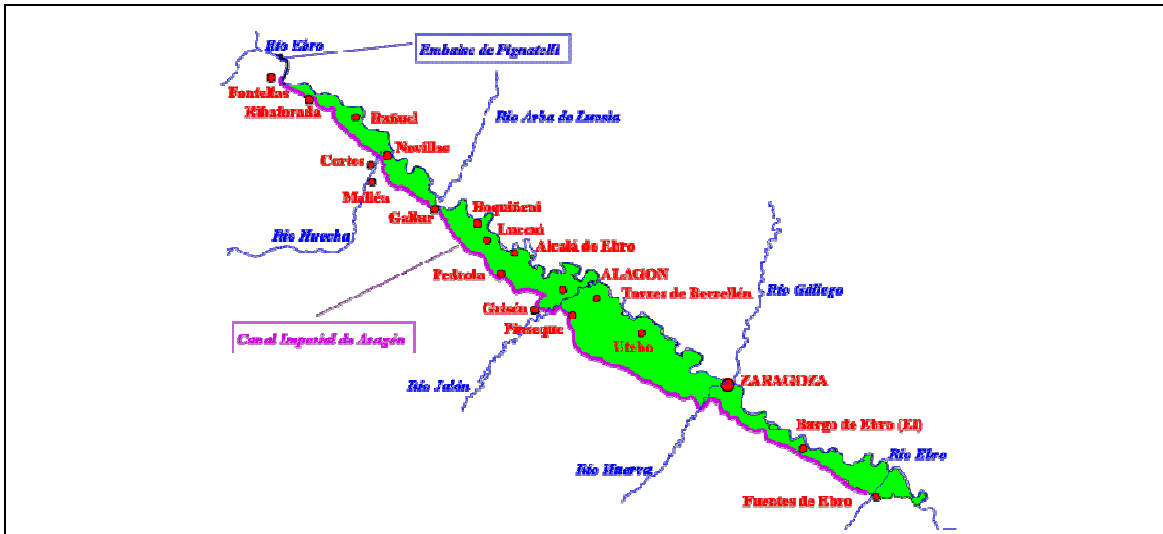 Río Ebro
Embalse de Pignatelli
Fontellas
Ribaforada
Buñuel
Río Arba de Luesia
Novillas
Cortes
Mallén
Gallur
Boquiñeni
Luceni
Río Huecha
Alcalá de Ebro
Pedrola
ALAGON
Torres de Berrellén
Río Gállego
Grisén
Pinseque
Canal Imperial de Aragón
Utebo
Río Jalón
ZARAGOZA
Burgo de Ebro (El)
Río Ebro
Río Huerva
Fuentes de Ebro